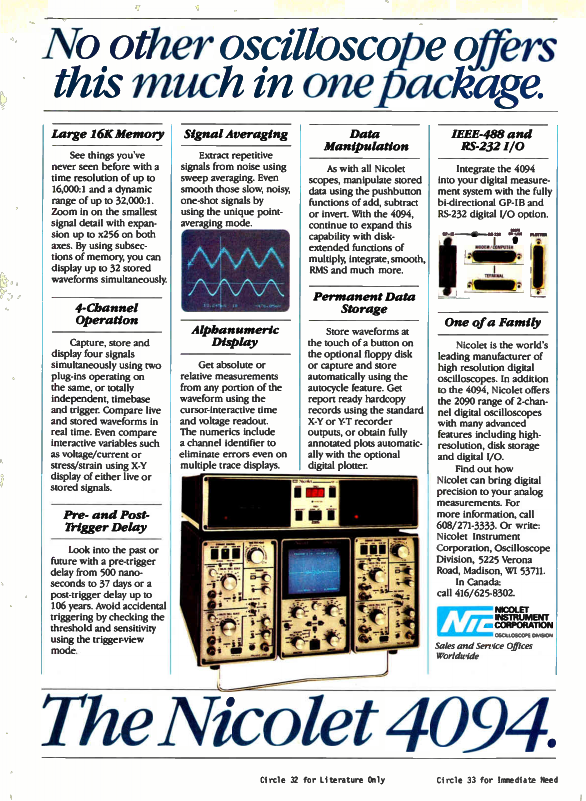 No other oscilloscope offers
this much in one package.
Large 16K Memory
See things you've
never seen before with a
time resolution of up to
16,000:1 and a dynamic
range of up to 32,000:1.
Zoom in on the smallest
signal detail with expan-
sion up to x256 on both
axes. By using subsec-
tions of memory, you can
display up to 32 stored
waveforms simultaneously.
4-Channel
Operation
Capture, store and
display four signals
simultaneously using two
plug-ins operating on
the same, or totally
independent, timebase
and trigger. Compare live
and stored waveforms in
real time. Even compare
interactive variables such
as voltage/current or
stress/strain using X-Y
display of either live or
stored signals.
Pre- and Post-
Trigger Delay
Look into the past or
future with a pre-trigger
delay from 500 nano-
seconds to 37 days or a
post-trigger delay up to
106 years. Avoid accidental
triggering by checking the
threshold and sensitivity
using the trigger-view
mode.
Signal Averaging
Extract repetitive
signals from noise using
sweep averaging. Even
smooth those slow, noisy,
one-shot signals by
using the unique point-
averaging mode.
Alphanumeric
Display
Get absolute or
relative measurements
from any portion of the
waveform using the
cursor-interactive time
and voltage readout.
The numerics include
a channel identifier to
eliminate errors even on
multiple trace displays.
Data
Manipulation
As with all Nicolet
scopes, manipulate stored
data using the pushbutton
functions of add, subtract
or invert. With the 4094,
continue to expand this
capability with disk-
extended functions of
multiply, integrate, smooth,
RMS and much more.
Permanent Data
Storage
Store waveforms at
the touch of a button on
the optional floppy disk
or capture and store
automatically using the
autocycle feature. Get
report ready hardcopy
records using the standard
X-Y or Y-T recorder
outputs, or obtain fully
annotated plots automatic-
ally with the optional
digital plotter.
IEEE-488 and
RS-232 I/O
Integrate the 4094
into your digital measure-
ment system with the fully
bi-directional GP-IB and
RS-232 digital I/O option.
GP-IB
RS-232
PLOTTER
MODEM / COMPUTER
TERMINAL
One of a Family
Nicolet is the world's
leading manufacturer of
high resolution digital
oscilloscopes. In addition
to the 4094, Nicolet offers
the 2090 range of 2-chan-
nel digital oscilloscopes
with many advanced
features including high-
resolution, disk storage
and digital I/O.
Find out how
Nicolet can bring digital
precision to your analog
measurements. For
more information, call
608/271-3333. Or write:
Nicolet Instrument
Corporation, Oscilloscope
Division, 5225 Verona
Road, Madison, WI 53711.
In Canada:
call 416/625-8302.
NIC
NICOLET
INSTRUMENT
CORPORATION
OSCILLOSCOPE DIVISION
Sales and Service Offices
Worldwide
The Nicolet 4094.
Circle 32 for Literature Only
Circle 33 for Immediate Need